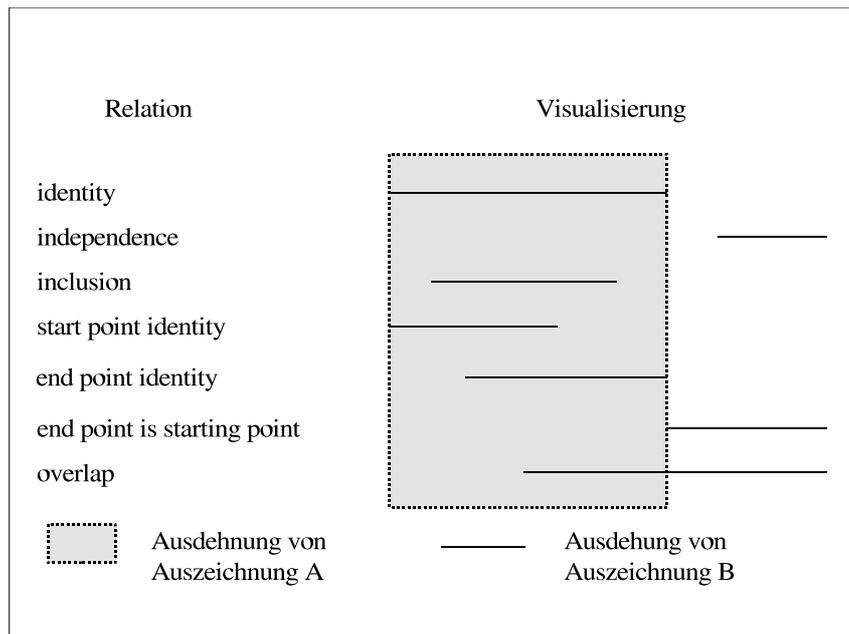 Relation Visualisierung
identity
independence
inclusion
start point identity
end point identity
end point is starting point
overlap
Ausdehnung von
Auszeichnung A
Ausdehung von
Auszeichnung B